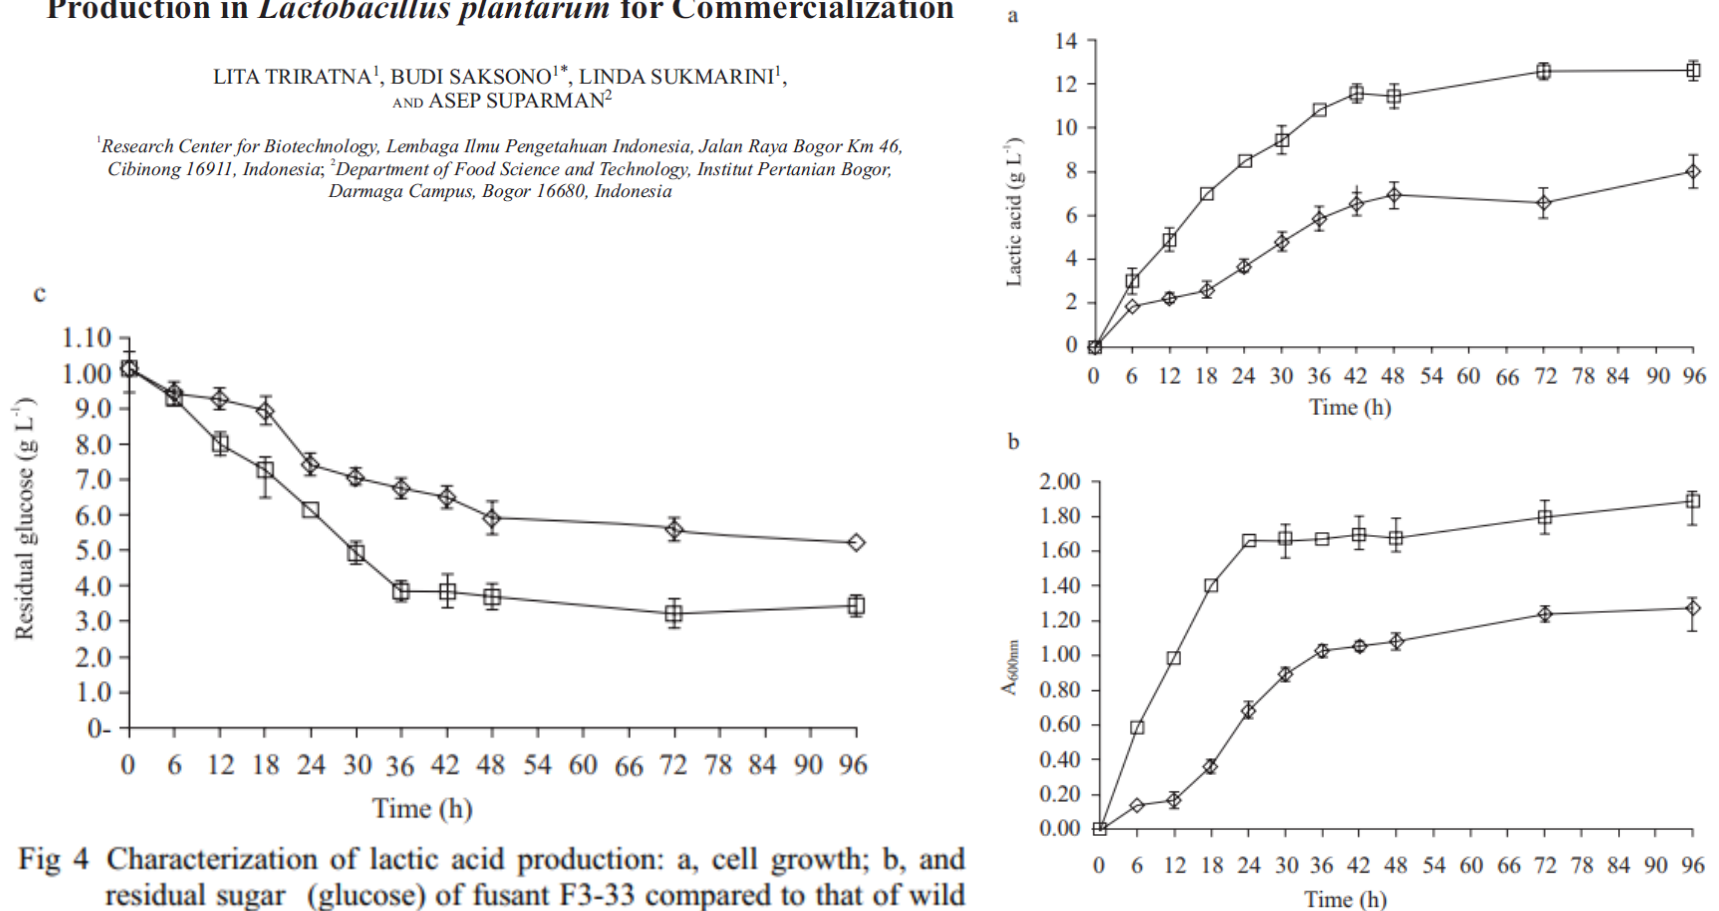 Production in Lactobacillus plantarum for Commercialization
LITA TRIRATNA1, BUDI SAKSONO1*, LINDA SUKMARINI1,
AND ASEP SUPARMAN2
1Research Center for Biotechnology, Lembaga Ilmu Pengetahuan Indonesia, Jalan Raya Bogor Km 46,
Cibinong 16911, Indonesia; 2Department of Food Science and Technology, Institut Pertanian Bogor,
Darmaga Campus, Bogor 16680, Indonesia
c
1.10
1.00
9.0
8.0
7.0
6.0
5.0
4.0
3.0
2.0
1.0
0-
Residual glucose (g L-1)
0 6 12 18 24 30 36 42 48 54 60 66 72 78 84 90 96
Time (h)
Fig 4 Characterization of lactic acid production: a, cell growth; b, and
residual sugar (glucose) of fusant F3-33 compared to that of wild
a
14
12
10
8
6
4
2
0
Lactic acid (g L-1)
0 6 12 18 24 30 36 42 48 54 60 66 72 78 84 90 96
Time (h)
b
2.00
1.80
1.60
1.40
1.20
1.00
0.80
0.60
0.40
0.20
0.00
A600nm
0 6 12 18 24 30 36 42 48 54 60 66 72 78 84 90 96
Time (h)